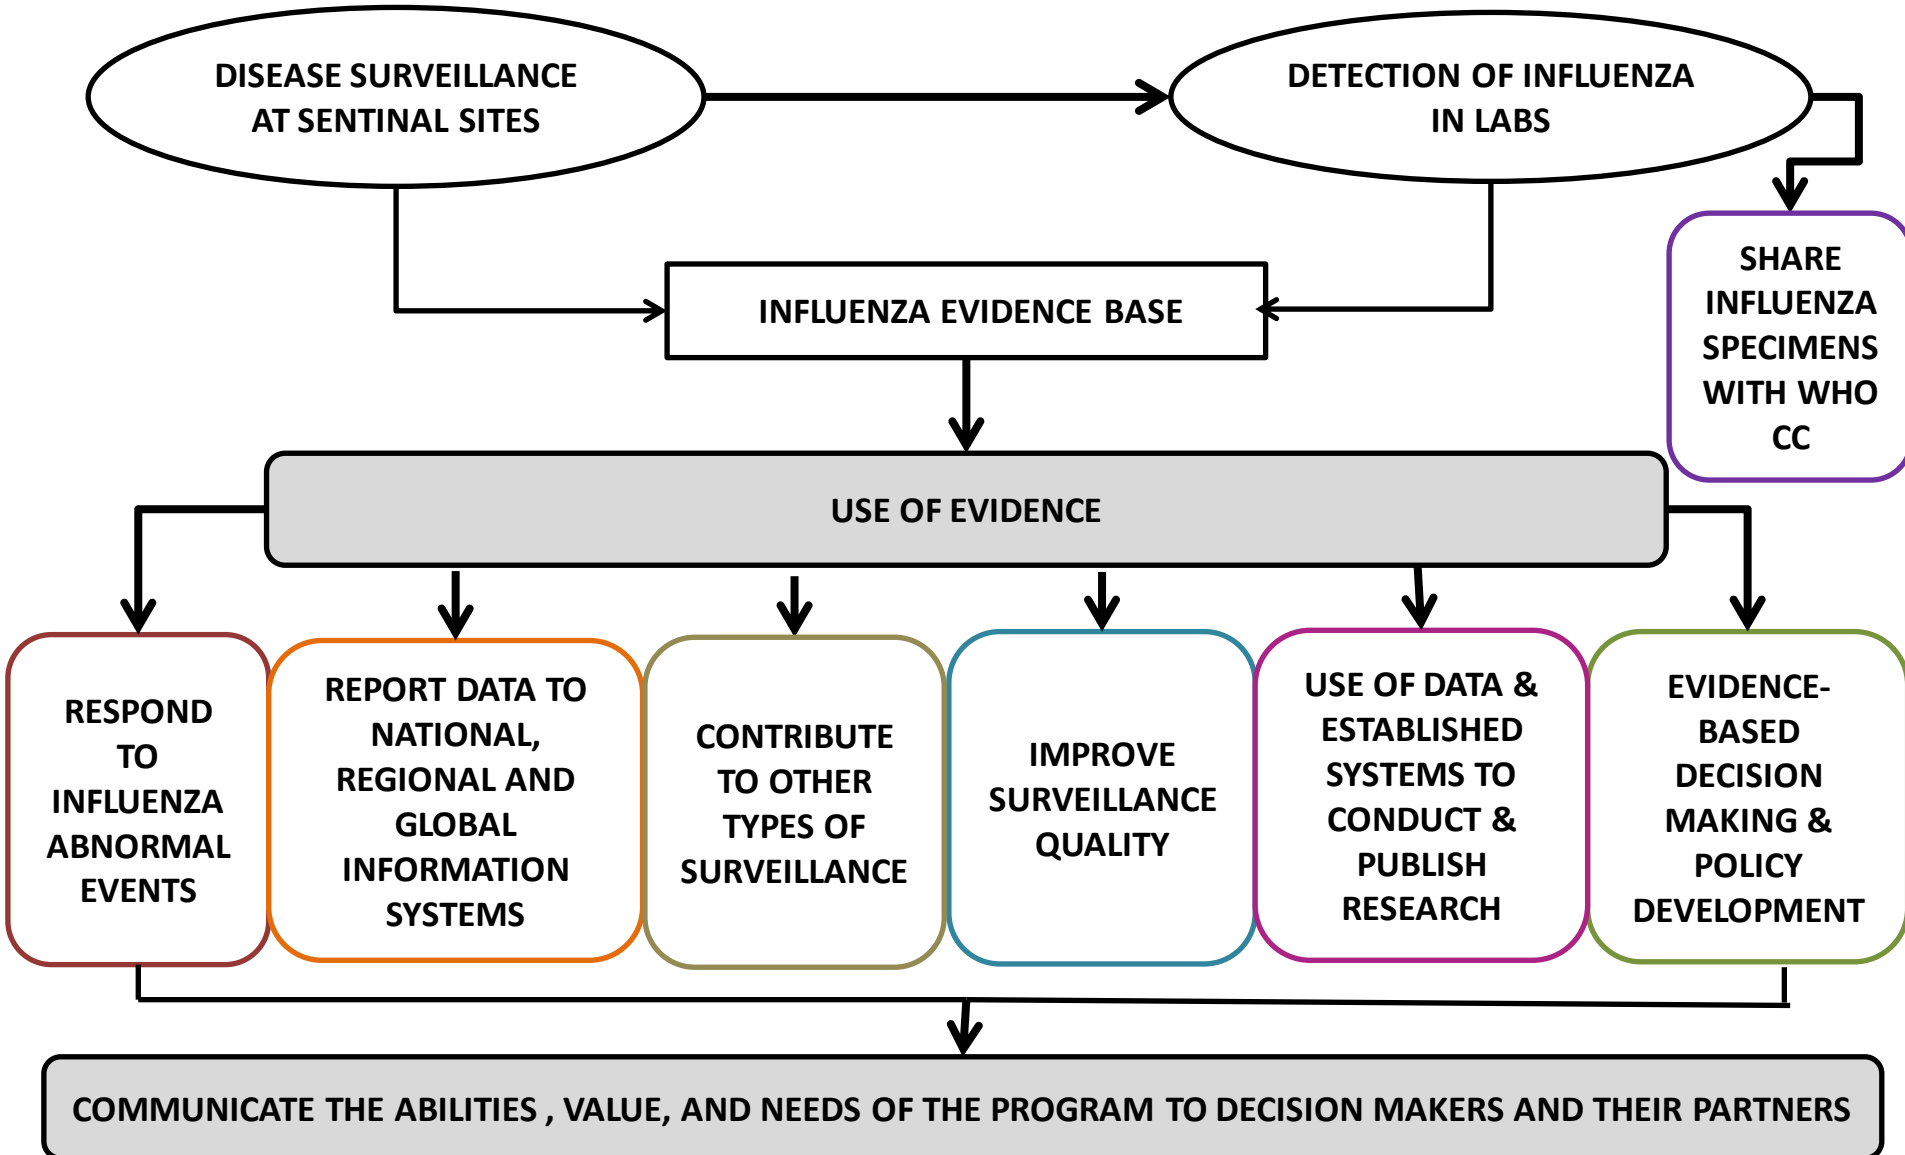 DISEASE SURVEILLANCE
AT SENTINAL SITES
DETECTION OF INFLUENZA
IN LABS
SHARE
INFLUENZA
SPECIMENS
WITH WHO
CC
INFLUENZA EVIDENCE BASE
USE OF EVIDENCE
RESPOND
TO
INFLUENZA
ABNORMAL
EVENTS
REPORT DATA TO
NATIONAL,
REGIONAL AND
GLOBAL
INFORMATION
SYSTEMS
CONTRIBUTE
TO OTHER
TYPES OF
SURVEILLANCE
IMPROVE
SURVEILLANCE
QUALITY
USE OF DATA &
ESTABLISHED
SYSTEMS TO
CONDUCT &
PUBLISH
RESEARCH
EVIDENCE-
BASED
DECISION
MAKING &
POLICY
DEVELOPMENT
COMMUNICATE THE ABILITIES , VALUE, AND NEEDS OF THE PROGRAM TO DECISION MAKERS AND THEIR PARTNERS